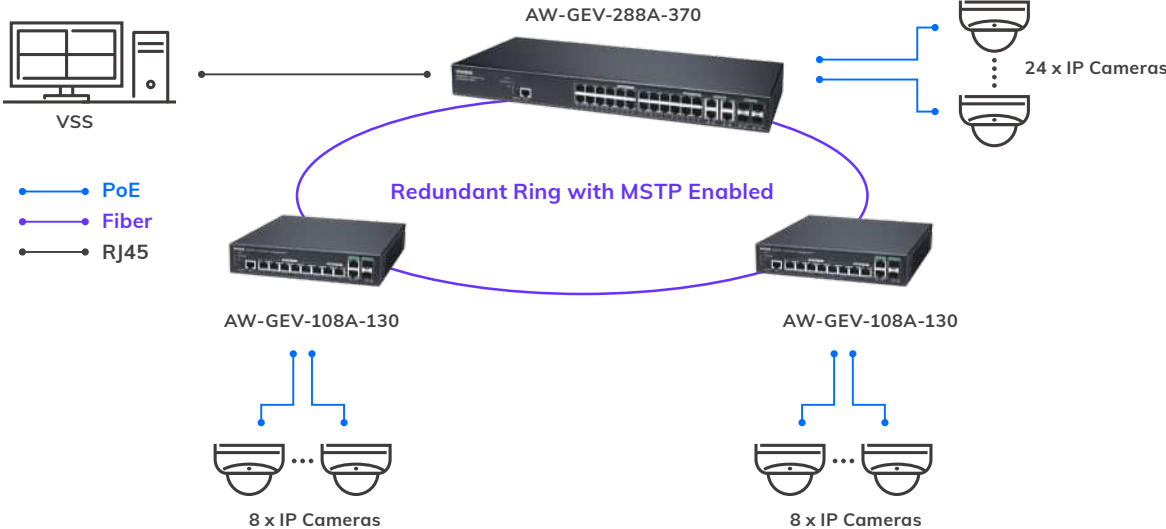 AW-GEV-288A-370
24 x IP Cameras
VSS
PoE
Fiber
RJ45
Redundant Ring with MSTP Enabled
AW-GEV-108A-130
AW-GEV-108A-130
8 x IP Cameras
8 x IP Cameras